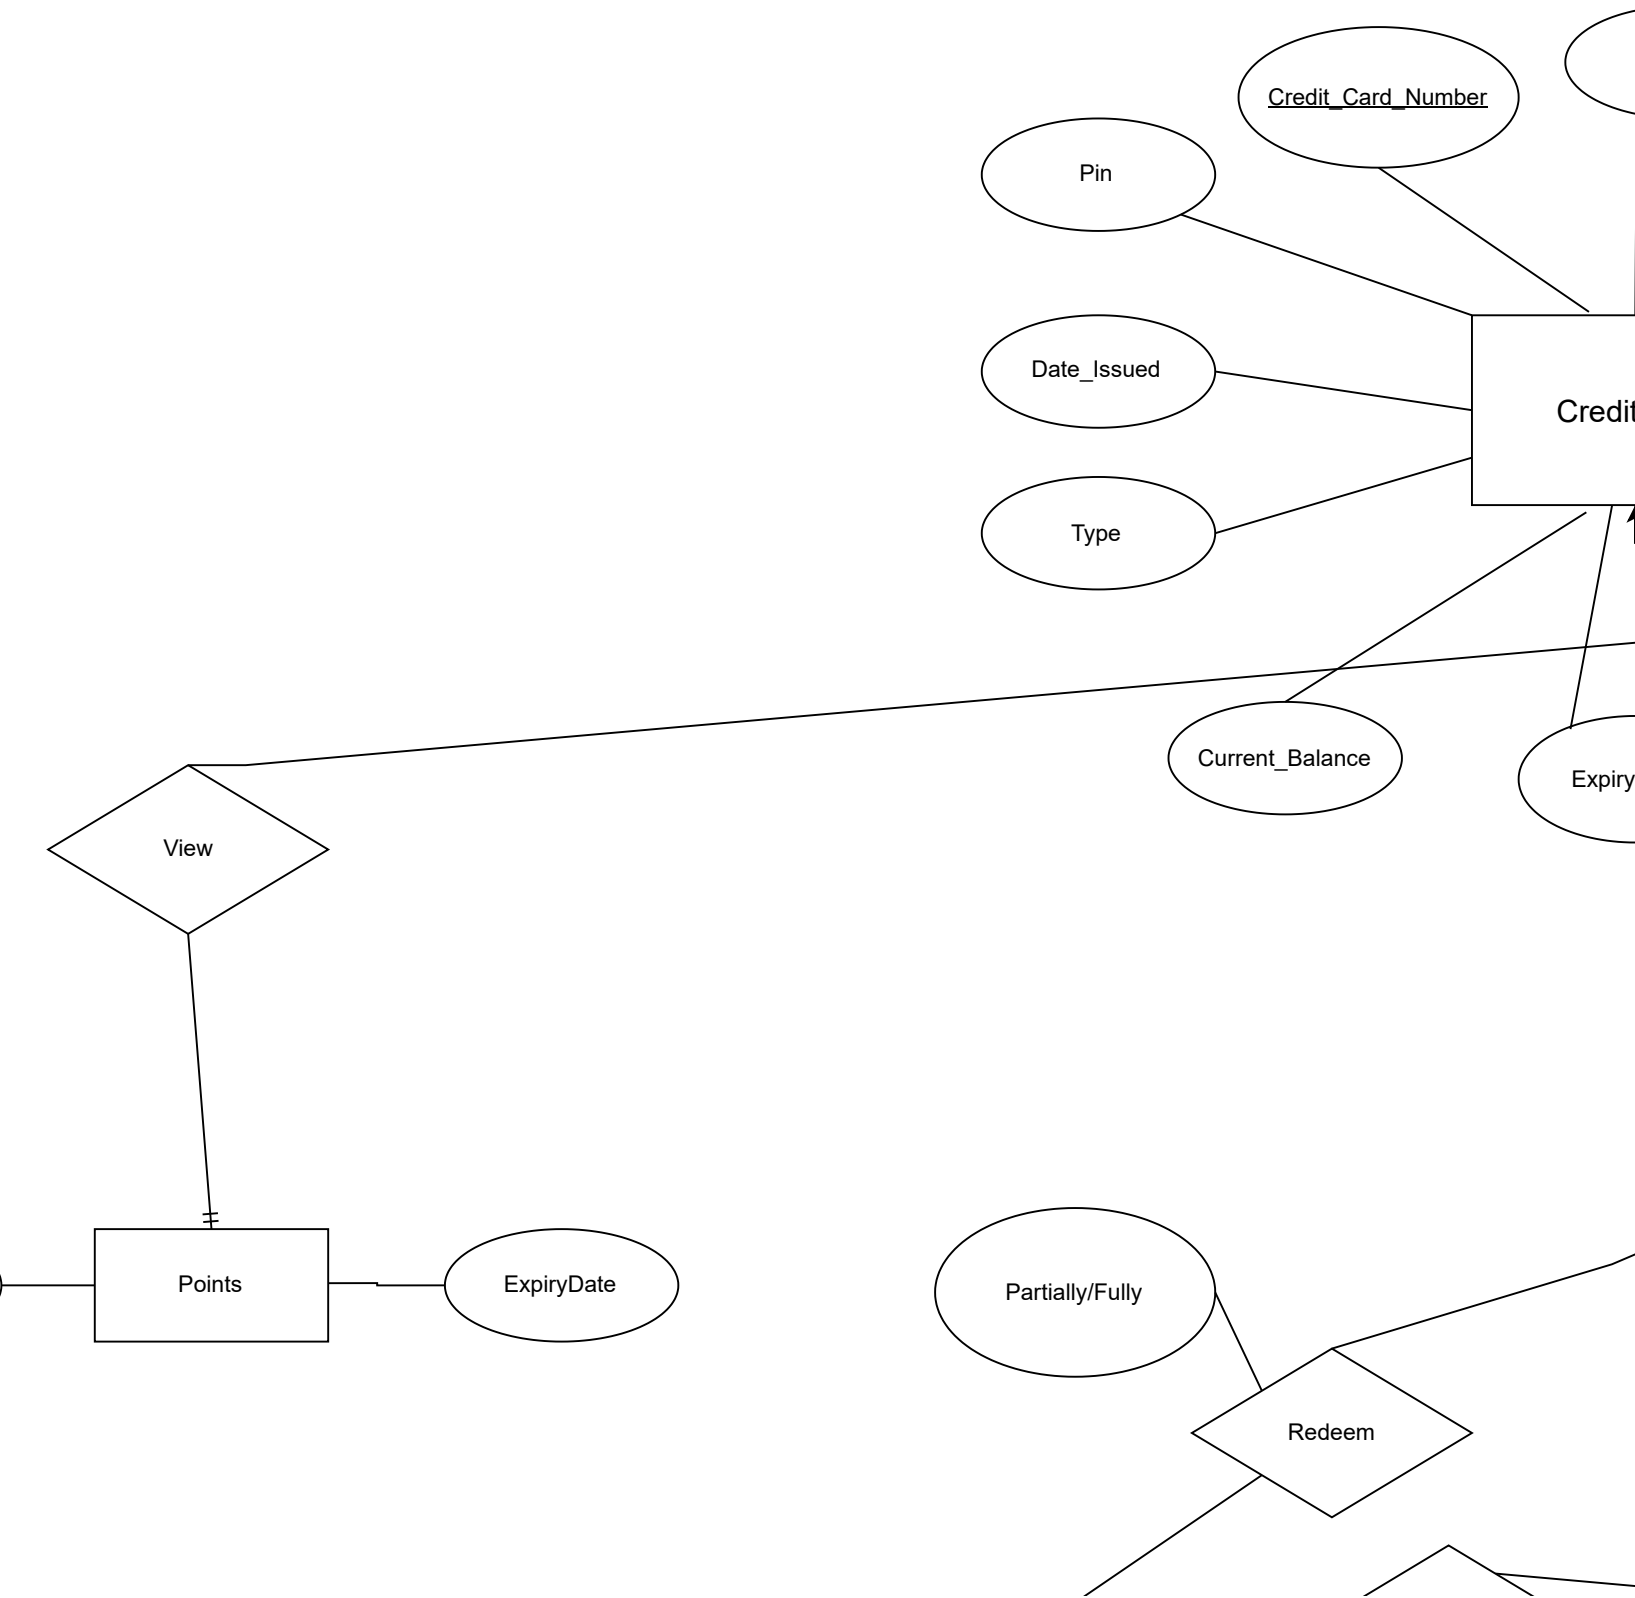 Credit_Card_Number
Pin
Date_Issued
Credit
Type
Current_Balance
Expiry
View
Points
ExpiryDate
Partially/Fully
Redeem